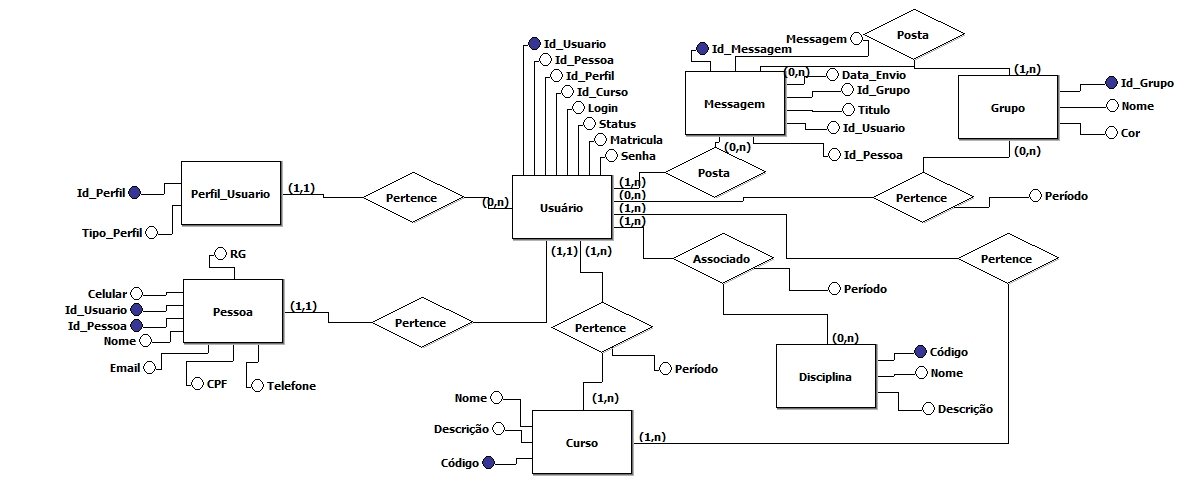 Messagem
Posta
Id_Usuario
Id_Messagem
Id_Pessoa
(0,n)
Data_Envio
(1,n)
Id_Perfil
Id_Grupo
Id_Grupo
Id_Curso
Messagem
Grupo
Nome
Login
Titulo
Status
Id_Usuario
Cor
Matricula
(0,n)
Id_Pessoa
(0,n)
Senha
Posta
Perfil_Usuario
(1,1)
(1,n)
Id_Perfil
Pertence
(0,n)
Usuário
(0,n)
Pertence
Período
(1,n)
(1,n)
Tipo_Perfil
RG
(1,1)
(1,n)
Associado
Pertence
Celular
Período
Id_Usuario
Pessoa
(1,1)
Id_Pessoa
Pertence
Pertence
Nome
(0,n)
Código
Email
Período
Disciplina
Nome
CPF
Telefone
Nome
(1,n)
Descrição
Descrição
Curso
(1,n)
Código